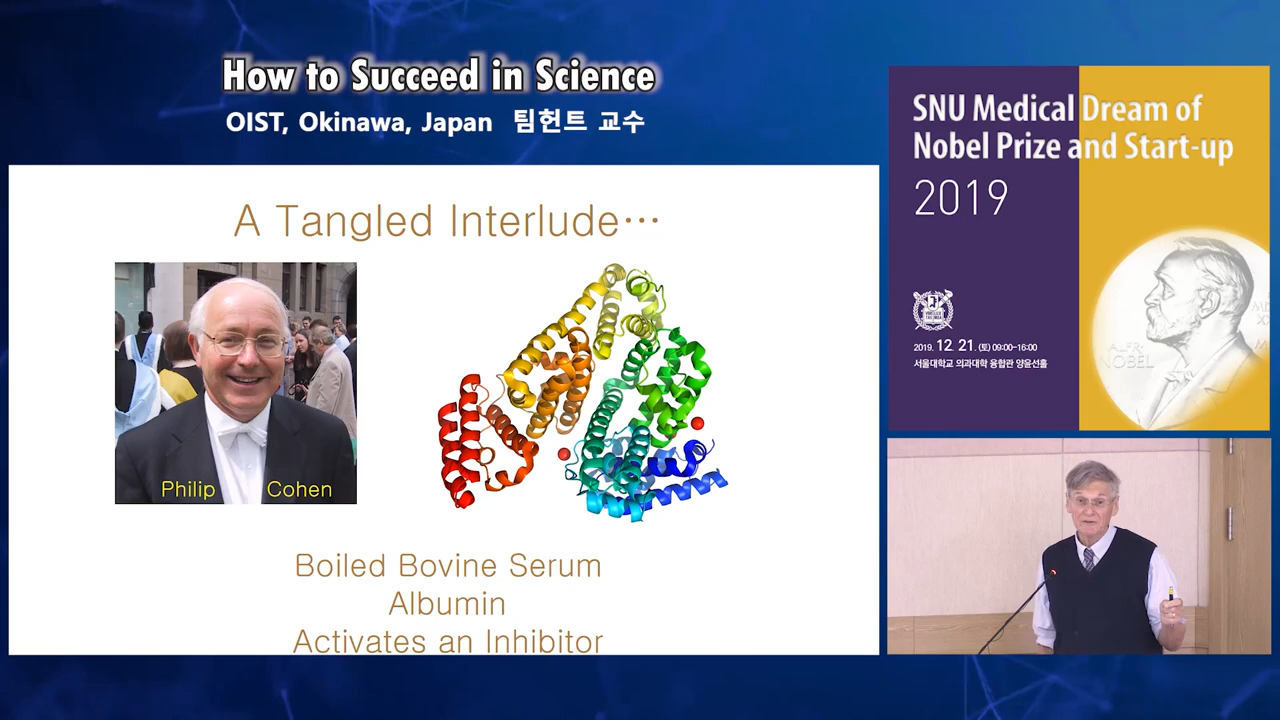 How to Succeed in Science
OIST, Okinawa, Japan 팀헌트 교수
A Tangled Interlude…
Philip Cohen
Boiled Bovine Serum
Albumin
Activates an Inhibitor
SNU Medical Dream of
Nobel Prize and Start-up
2019
2019. 12. 21. (토) 09:00-16:00
서울대학교 의과대학 융합관 양윤선홀
NOBEL